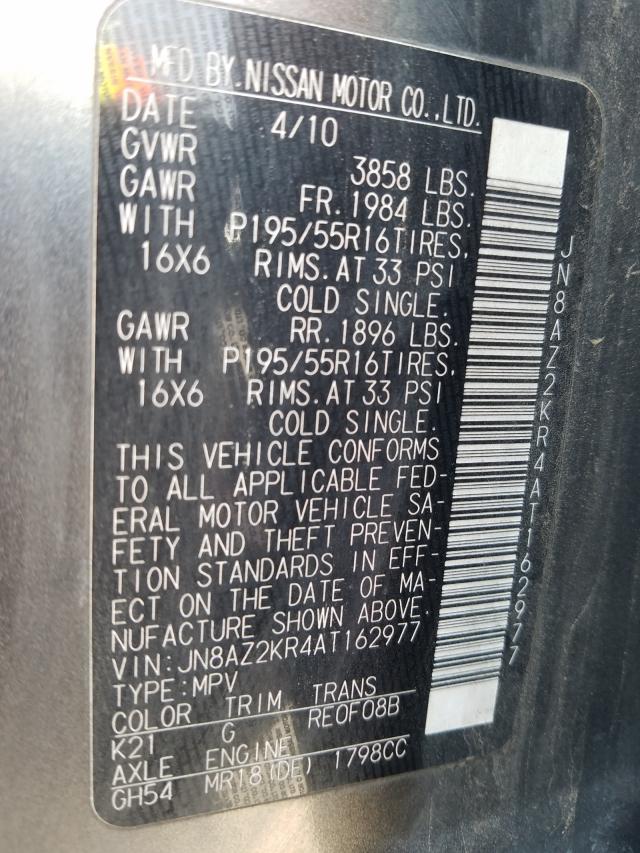 MFD BY NISSAN MOTOR CO.,LTD.
DATE 4/10
GVWR 3858 LBS.
GAWR FR. 1984 LBS.
WITH P195/55R16TIRES,
16X6 RIMS. AT 33 PSI
COLD SINGLE.
GAWR RR. 1896 LBS.
WITH P195/55R16TIRES,
16X6 RIMS. AT 33 PSI
COLD SINGLE.
THIS VEHICLE CONFORMS
TO ALL APPLICABLE FED-
ERAL MOTOR VEHICLE SA-
FETY AND THEFT PREVEN-
TION STANDARDS IN EFF-
ECT ON THE DATE OF MA-
NUFACTURE SHOWN ABOVE.
VIN:JN8AZ2KR4AT162977
TYPE:MPV
COLOR TRIM TRANS
K21 G RE0F08B
AXLE ENGINE
GH54 MR18(DE) 1798CC
JN8AZ2KR4AT162977